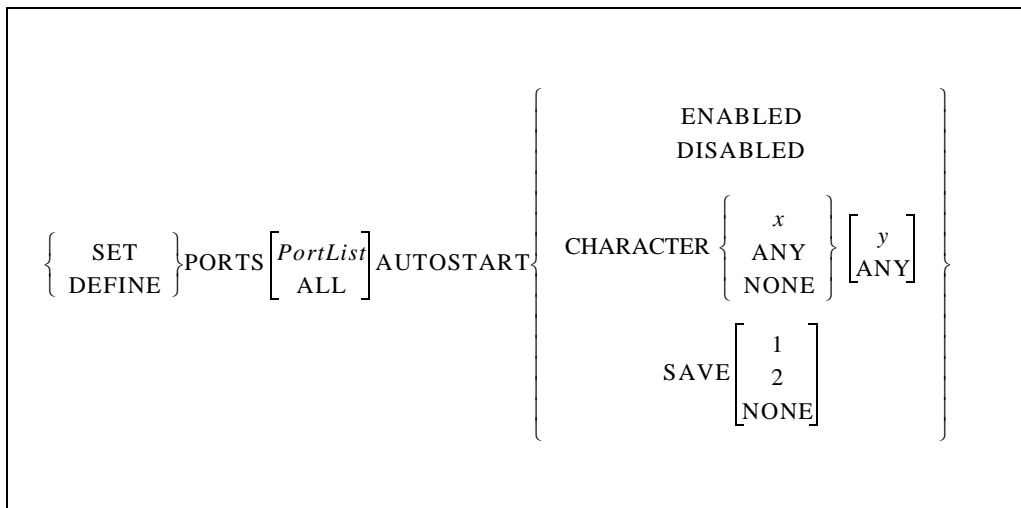 ENABLED
DISABLED
SET
DEFINE
PORTS
PortList
ALL
AUTOSTART
CHARACTER
x
ANY
NONE
y
ANY
SAVE
1
2
NONE